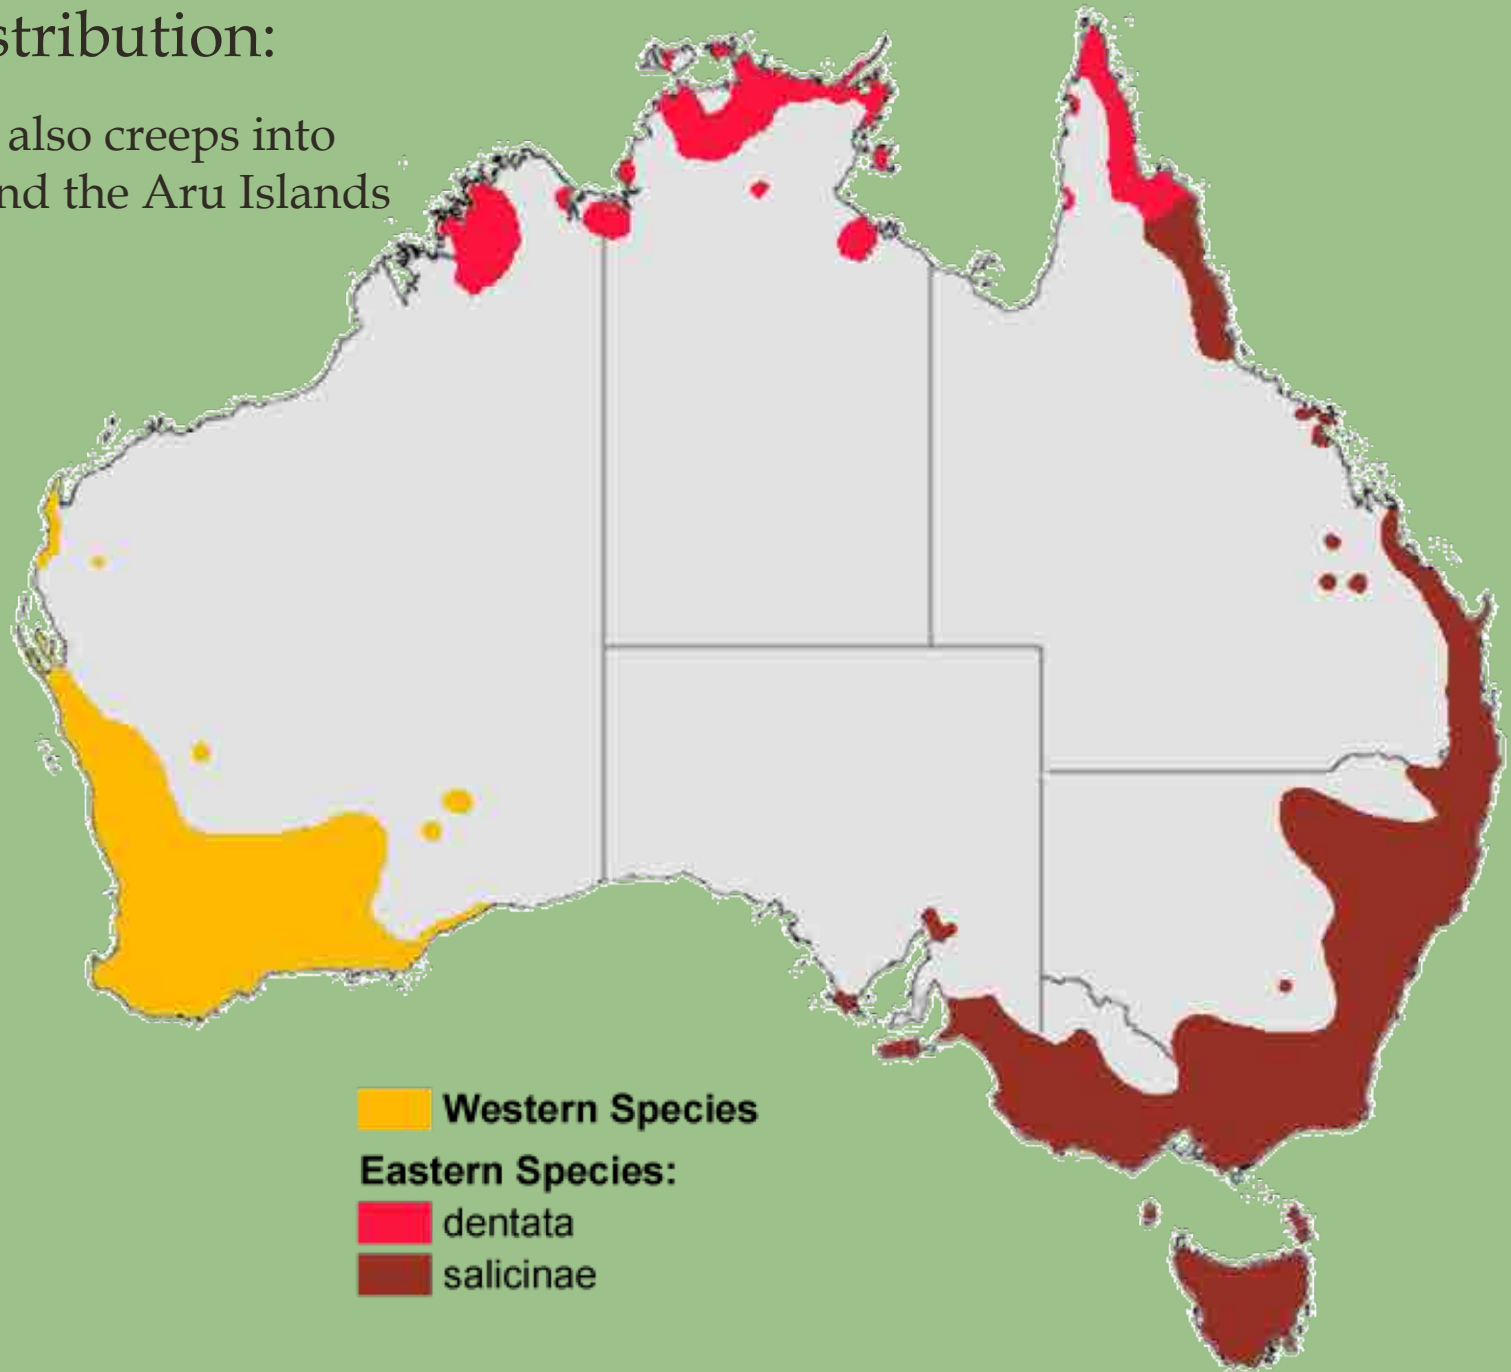 stribution:
also creeps into
nd the Aru Islands
Western Species
Eastern Species:
dentata
salicinae